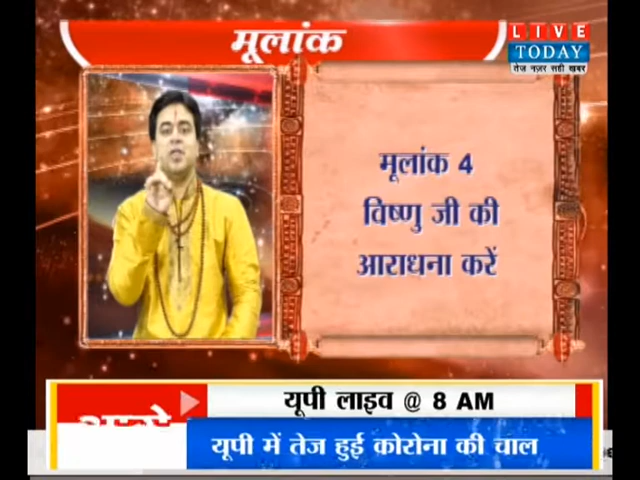 मूलांक
LIVE
TODAY
तेज नज़र सही खबर
मूलांक 4
विष्णु जी की
आराधना करें
यूपी लाइव @ 8 AM
यूपी में तेज हुई कोरोना की चाल